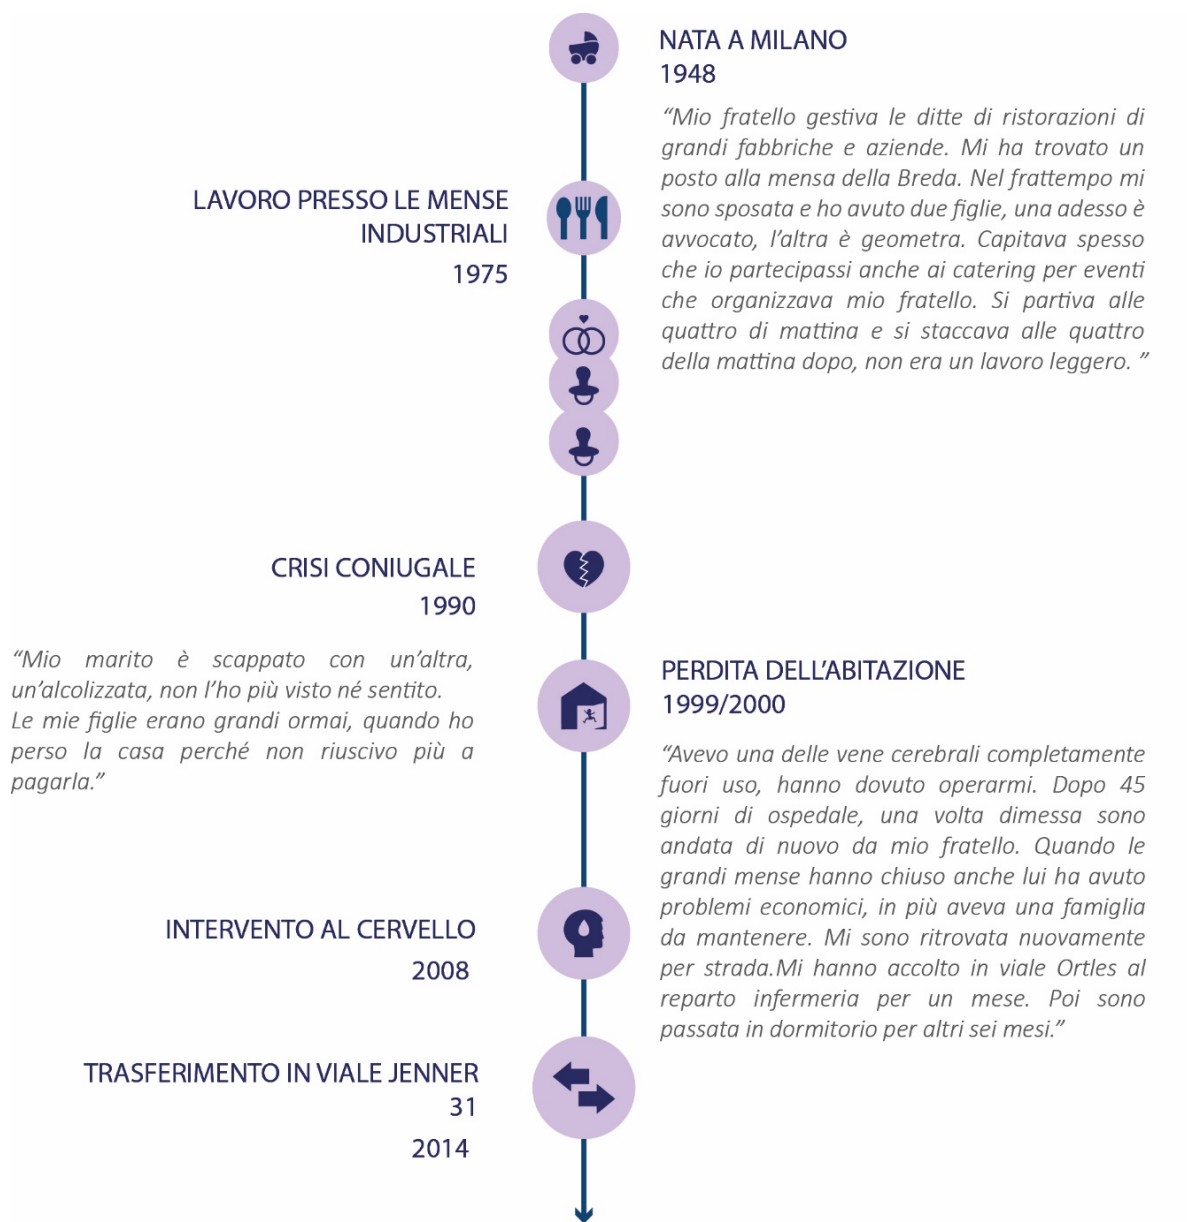 NATA A MILANO
1948
“Mio fratello gestiva le ditte di ristorazioni di
grandi fabbriche e aziende. Mi ha trovato un
posto alla mensa della Breda. Nel frattempo mi
sono sposata e ho avuto due figlie, una adesso è
avvocato, l’altra è geometra. Capitava spesso
che io partecipassi anche ai catering per eventi
che organizzava mio fratello. Si partiva alle
quattro di mattina e si staccava alle quattro
della mattina dopo, non era un lavoro leggero. ”
LAVORO PRESSO LE MENSE
INDUSTRIALI
1975
CRISI CONIUGALE
1990
“Mio marito è scappato con un’altra,
un’alcolizzata, non l’ho più visto né sentito.
Le mie figlie erano grandi ormai, quando ho
perso la casa perché non riuscivo più a
pagarla.”
PERDITA DELL’ABITAZIONE
1999/2000
“Avevo una delle vene cerebrali completamente
fuori uso, hanno dovuto operarmi. Dopo 45
giorni di ospedale, una volta dimessa sono
andata di nuovo da mio fratello. Quando le
grandi mense hanno chiuso anche lui ha avuto
problemi economici, in più aveva una famiglia
da mantenere. Mi sono ritrovata nuovamente
per strada.Mi hanno accolto in viale Ortles al
reparto infermeria per un mese. Poi sono
passata in dormitorio per altri sei mesi.”
INTERVENTO AL CERVELLO
2008
TRASFERIMENTO IN VIALE JENNER
31
2014